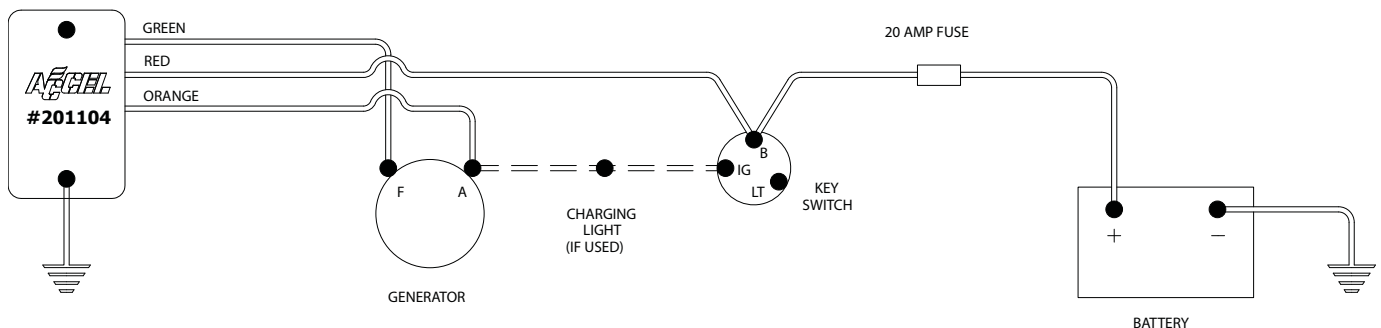 GREEN
RED
ORANGE
ACCEL
#201104
20 AMP FUSE
F
A
B
IG
LT
KEY
SWITCH
CHARGING
LIGHT
(IF USED)
GENERATOR
+
−
BATTERY